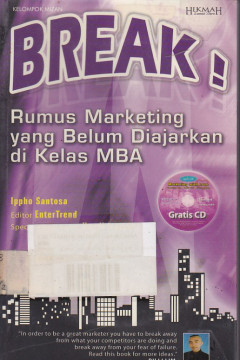 KELOMPOK MIZAN
HIKMAH
BREAK!
Rumus Marketing
yang Belum Diajarkan
di Kelas MBA
Ippho Santosa
Editor EnterTrend
Gratis CD
"In order to be a great marketer you have to break away
from what your competitors are doing and
break away from your fear of failure.
Read this book for more ideas."